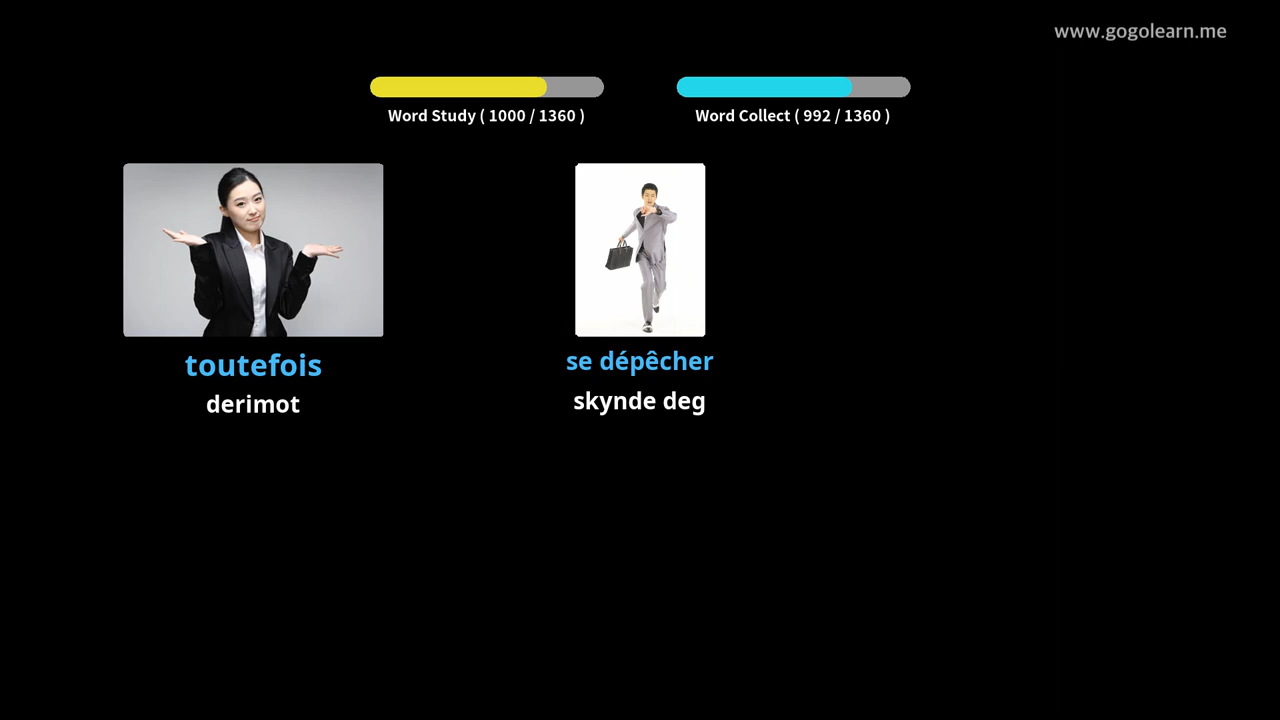 www.gogolearn.me
Word Study ( 1000 / 1360 )
Word Collect ( 992 / 1360 )
toutefois
derimot
se dépêcher
skynde deg